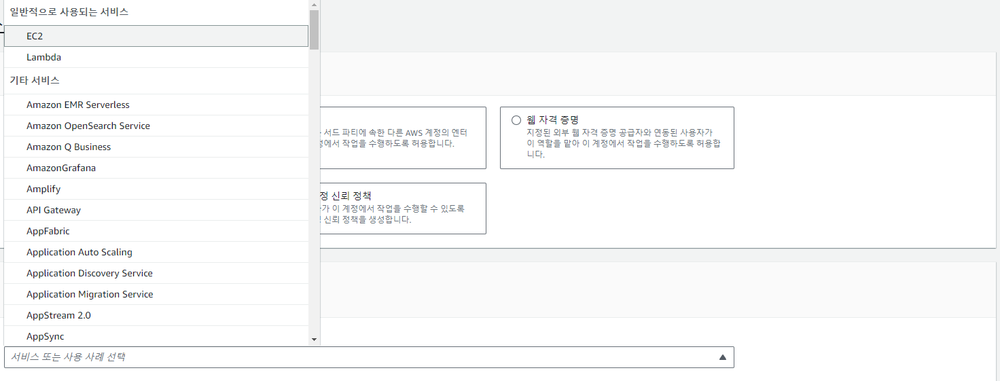 일반적으로 사용되는 서비스
EC2
Lambda
기타 서비스
Amazon EMR Serverless
Amazon OpenSearch Service
Amazon Q Business
AmazonGrafana
Amplify
API Gateway
AppFabric
Application Auto Scaling
Application Discovery Service
Application Migration Service
AppStream 2.0
AppSync
서드 파티에 속한 다른 AWS 계정의 엔터
에서 작업을 수행하도록 허용합니다.
웹 자격 증명
지정된 외부 웹 자격 증명 공급자와 연동된 사용자가
이 역할을 맡아 이 계정에서 작업을 수행하도록 허용합
니다.
정 신뢰 정책
가 이 계정에서 작업을 수행할 수 있도록
신뢰 정책을 생성합니다.
서비스 또는 사용 사례 선택